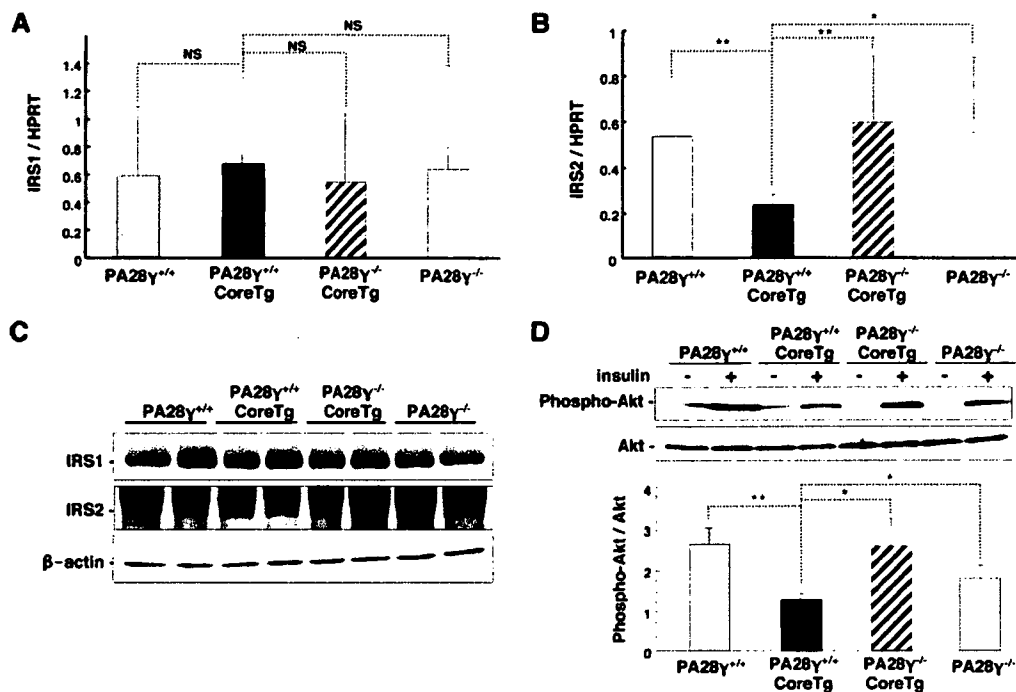 A
NS
NS
NS
IRS1 / HPRT
1.4
1.2
1
0.8
0.6
0.4
0.2
0
PA28γ+/+
PA28γ+/+ CoreTg
PA28γ-/- CoreTg
PA28γ-/-
B
*
**
**
IRS2 / HPRT
1
0.8
0.6
0.4
0.2
0
PA28γ+/+
PA28γ+/+ CoreTg
PA28γ-/- CoreTg
PA28γ-/-
C
PA28γ+/+
PA28γ+/+ CoreTg
PA28γ-/- CoreTg
PA28γ-/-
IRS1 -
IRS2 -
β-actin -
D
PA28γ+/+
PA28γ+/+ CoreTg
PA28γ-/- CoreTg
PA28γ-/-
insulin - + - + - + - +
Phospho-Akt -
Akt -
*
**
*
Phospho-Akt / Akt
4
3
2
1
0
PA28γ+/+
PA28γ+/+ CoreTg
PA28γ-/- CoreTg
PA28γ-/-